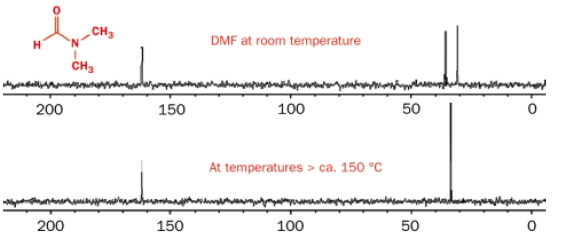 O
H
N
CH₃
CH₃
DMF at room temperature
200 150 100 50 0
At temperatures > ca. 150 °C
200 150 100 50 0